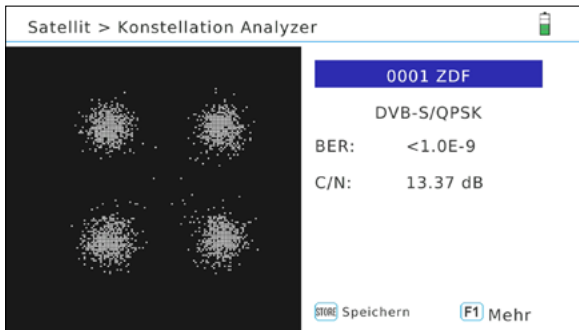 Satellit > Konstellation Analyzer
0001 ZDF
DVB-S/QPSK
BER: <1.0E-9
C/N: 13.37 dB
STORE Speichern F1 Mehr